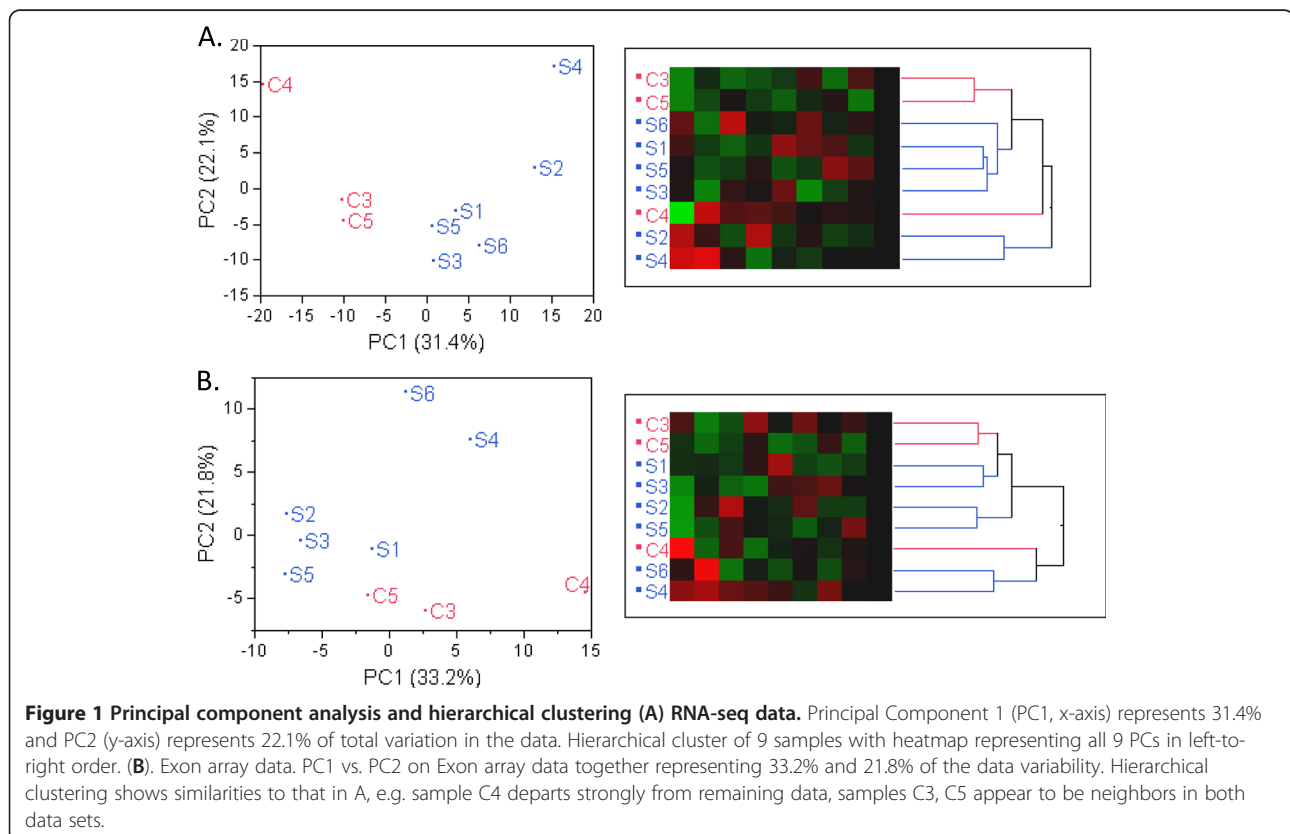 A.
20
15
10
5
0
-5
-10
-15
PC2 (22.1%)
C4
S4
S2
C3
C5
S1
S5
S6
S3
-20 -15 -10 -5 0 5 10 15 20
PC1 (31.4%)
C3
C5
S6
S1
S5
S3
C4
S2
S4
B.
10
5
0
-5
PC2 (21.8%)
S6
S4
S2
S3
S1
S5
C5
C3
C4
-10 -5 0 5 10 15
PC1 (33.2%)
C3
C5
S1
S3
S2
S5
C4
S6
S4
Figure 1 Principal component analysis and hierarchical clustering (A) RNA-seq data. Principal Component 1 (PC1, x-axis) represents 31.4%
and PC2 (y-axis) represents 22.1% of total variation in the data. Hierarchical cluster of 9 samples with heatmap representing all 9 PCs in left-to-
right order. (B). Exon array data. PC1 vs. PC2 on Exon array data together representing 33.2% and 21.8% of the data variability. Hierarchical
clustering shows similarities to that in A, e.g. sample C4 departs strongly from remaining data, samples C3, C5 appear to be neighbors in both
data sets.